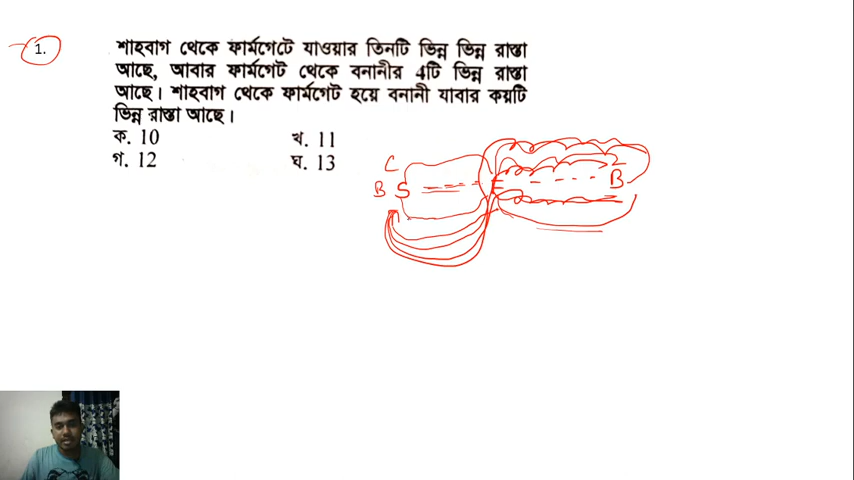 1.
শাহবাগ থেকে ফার্মগেটে যাওয়ার তিনটি ভিন্ন ভিন্ন রাস্তা
আছে, আবার ফার্মগেট থেকে বনানীর 4টি ভিন্ন রাস্তা
আছে। শাহবাগ থেকে ফার্মগেট হয়ে বনানী যাবার কয়টি
ভিন্ন রাস্তা আছে।
ক. 10 খ. 11
গ. 12 ঘ. 13
C
B S B